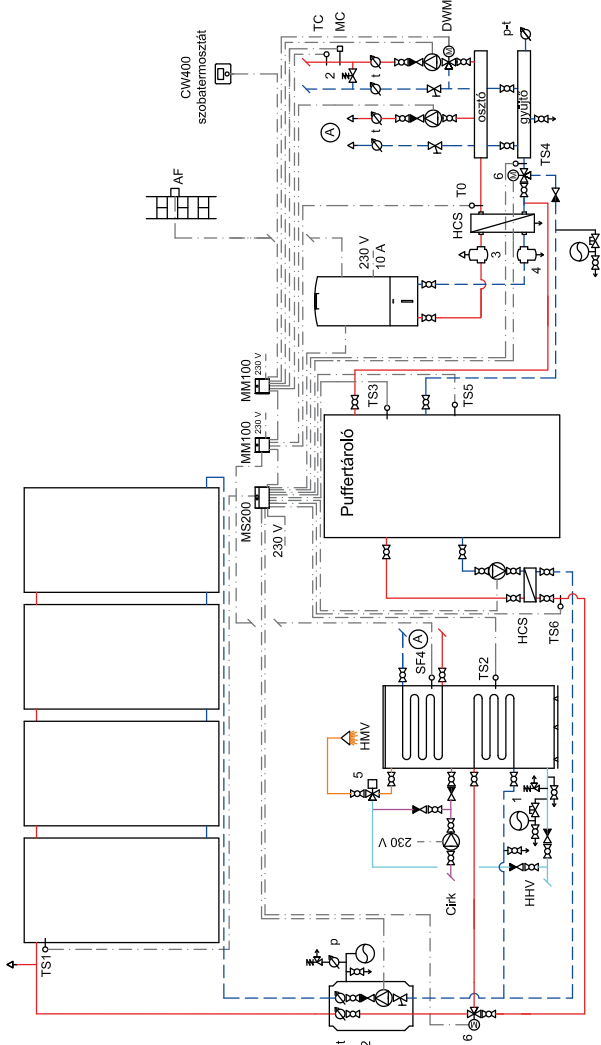 TC
MC
DWM
p-t
CW400
szobatermosztát
2
t
t
A
osztó
gyűjtő
AF
T0
6
TS4
HCS
3
4
230 V
10 A
MM100
230 V
MM100
230 V
TS3
TS5
MS200
230 V
Puffertároló
HCS
TS6
SF4
A
TS2
HMV
5
230 V
Cirk
1
HHV
TS1
p
t
2
6